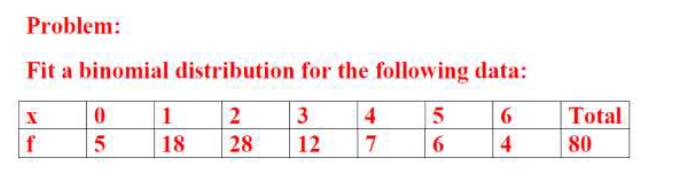 Problem:
Fit a binomial distribution for the following data:
x 0 1 2 3 4 5 6 Total
f 5 18 28 12 7 6 4 80